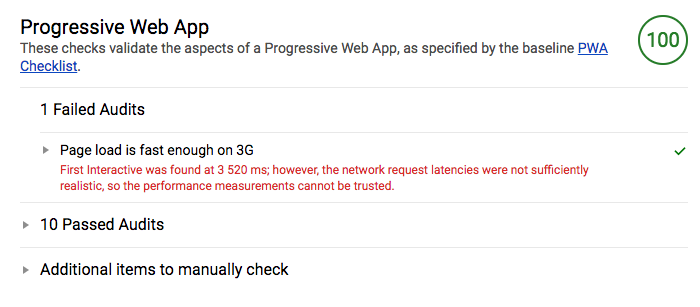 Progressive Web App
These checks validate the aspects of a Progressive Web App, as specified by the baseline PWA
Checklist.
100
1 Failed Audits
Page load is fast enough on 3G
First Interactive was found at 3 520 ms; however, the network request latencies were not sufficiently
realistic, so the performance measurements cannot be trusted.
10 Passed Audits
Additional items to manually check